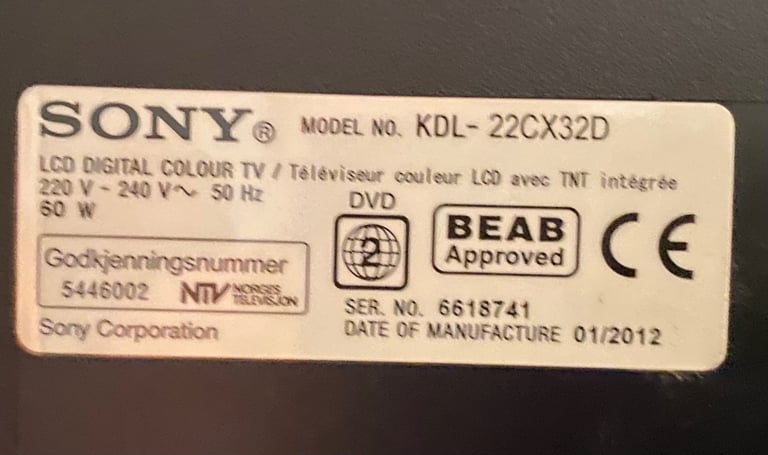 SONY® MODEL NO. KDL-22CX32D
LCD DIGITAL COLOUR TV / Téléviseur couleur LCD avec TNT intégrée
220 V - 240 V～ 50 Hz
60 W
DVD
2
BEAB
Approved
CE
Godkjenningsnummer
5446002 NTV NORGES TELEVISJON
Sony Corporation
SER. NO. 6618741
DATE OF MANUFACTURE 01/2012